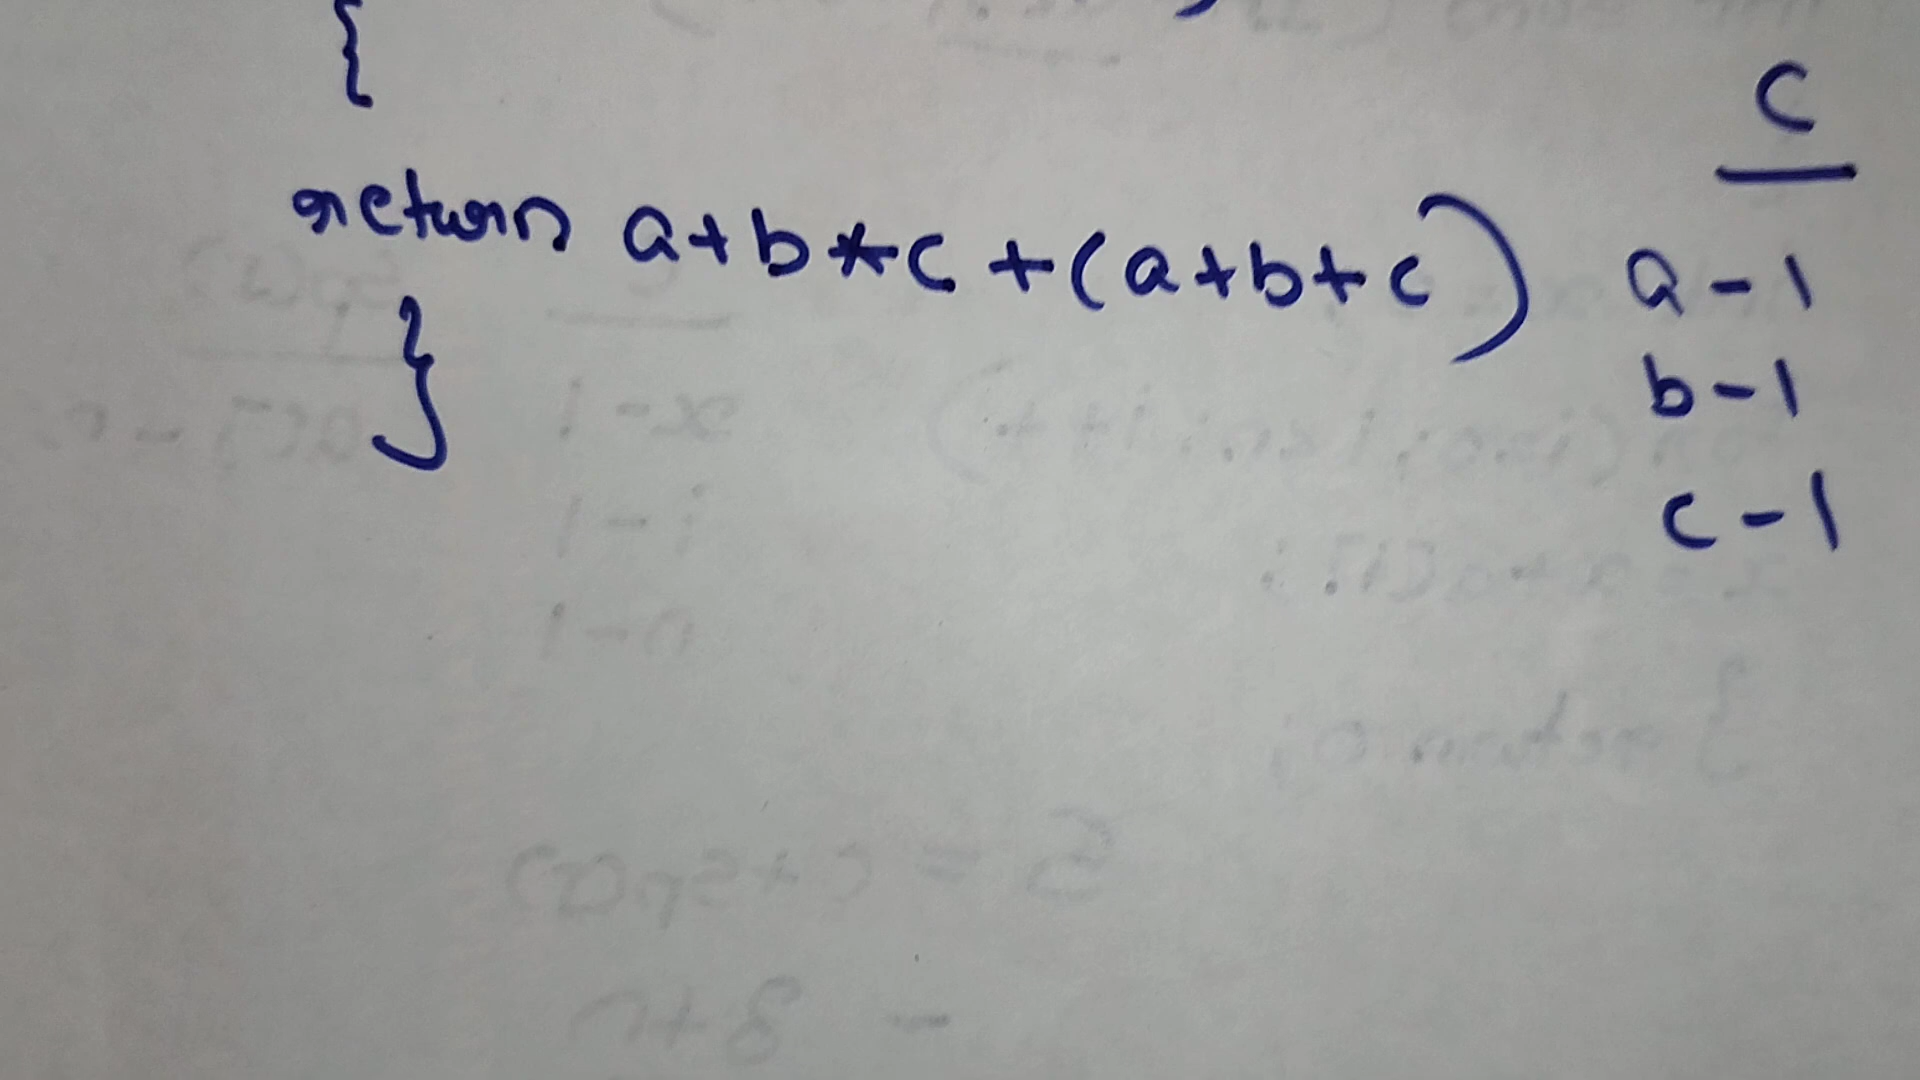 {
return a+b*c+(a+b+c)
}
C
a-1
b-1
c-1